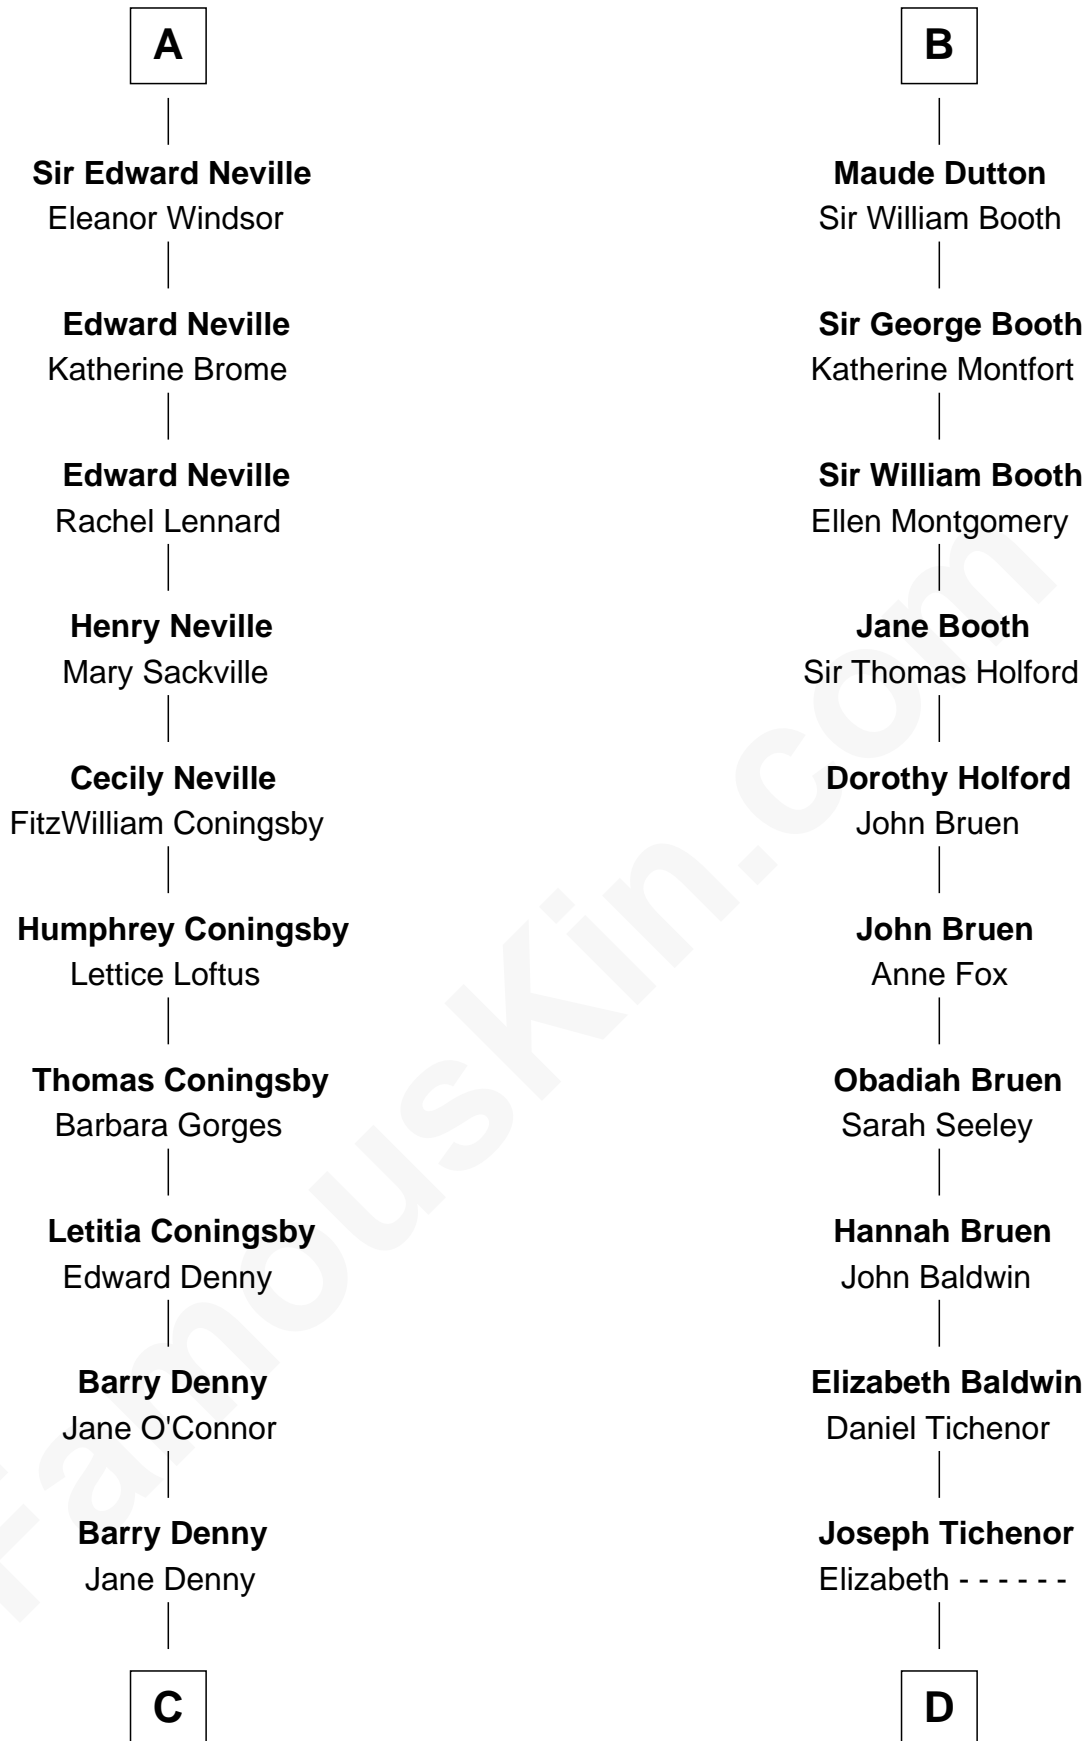 A
Sir Edward Neville
Eleanor Windsor
Edward Neville
Katherine Brome
Edward Neville
Rachel Lennard
Henry Neville
Mary Sackville
Cecily Neville
FitzWilliam Coningsby
Humphrey Coningsby
Lettice Loftus
Thomas Coningsby
Barbara Gorges
Letitia Coningsby
Edward Denny
Barry Denny
Jane O'Connor
Barry Denny
Jane Denny
C
B
Maude Dutton
Sir William Booth
Sir George Booth
Katherine Montfort
Sir William Booth
Ellen Montgomery
Jane Booth
Sir Thomas Holford
Dorothy Holford
John Bruen
John Bruen
Anne Fox
Obadiah Bruen
Sarah Seeley
Hannah Bruen
John Baldwin
Elizabeth Baldwin
Daniel Tichenor
Joseph Tichenor
Elizabeth - - - - - -
D
FamousKin.com